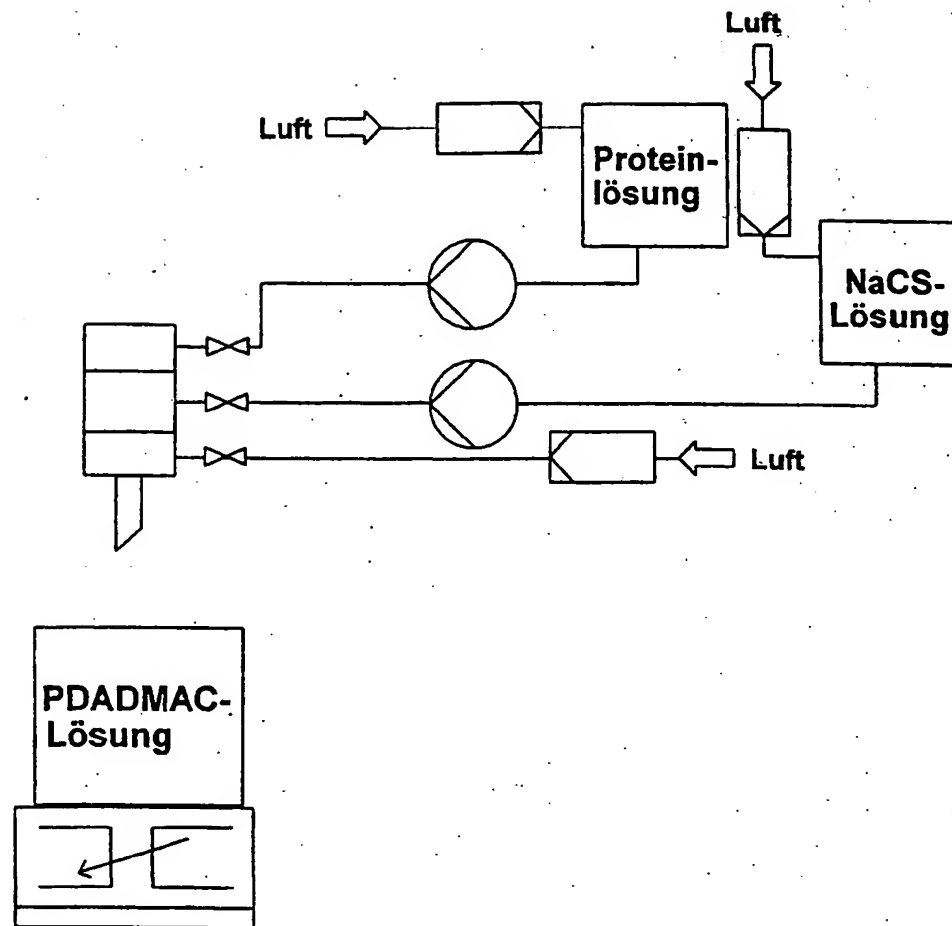 Luft
Luft
Protein-
lösung
NaCS-
Lösung
Luft
PDADMAC-
Lösung